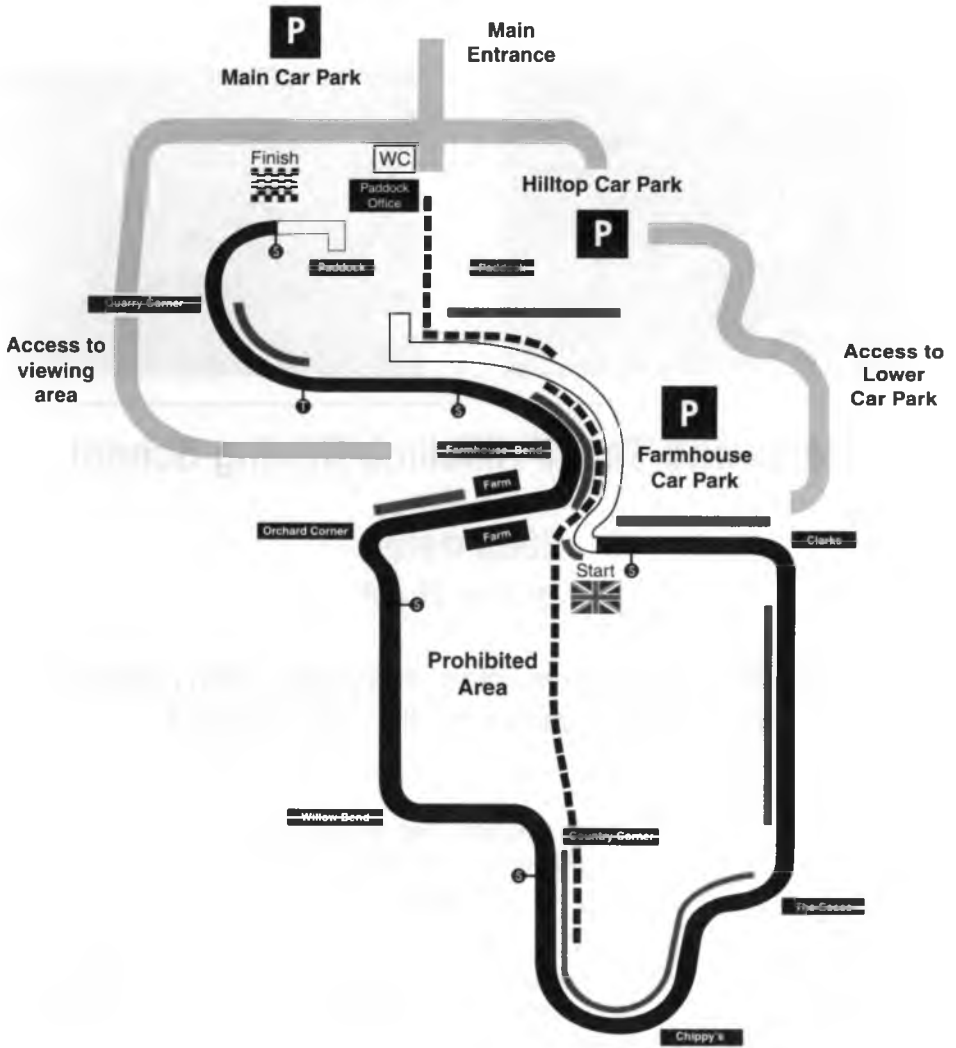 P
Main
Entrance
Main Car Park
Finish
WC
Paddock
Office
Hilltop Car Park
P
Paddock
Paddock
Quarry Corner
Access to
viewing
area
Access to
Lower
Car Park
T
S
S
P
Farmhouse
Car Park
Farmhouse Bend
Farm
Farm
Orchard Corner
Clarks
Start
S
S
Prohibited
Area
Willow Bend
Country Corner
S
The Esses
Chippy's